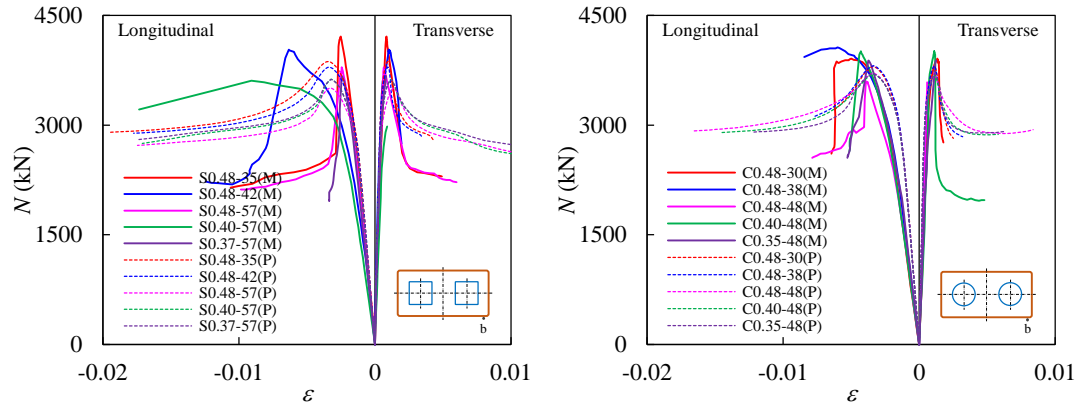 4500
3000
1500
0
N (kN)
Longitudinal
Transverse
S0.48-35(M)
S0.48-42(M)
S0.48-57(M)
S0.40-57(M)
S0.37-57(M)
S0.48-35(P)
S0.48-42(P)
S0.48-57(P)
S0.40-57(P)
S0.37-57(P)
b
-0.02
-0.01
0
0.01
ε
4500
3000
1500
0
N (kN)
Longitudinal
Transverse
C0.48-30(M)
C0.48-38(M)
C0.48-48(M)
C0.40-48(M)
C0.35-48(M)
C0.48-30(P)
C0.48-38(P)
C0.48-48(P)
C0.40-48(P)
C0.35-48(P)
b
-0.02
-0.01
0
0.01
ε